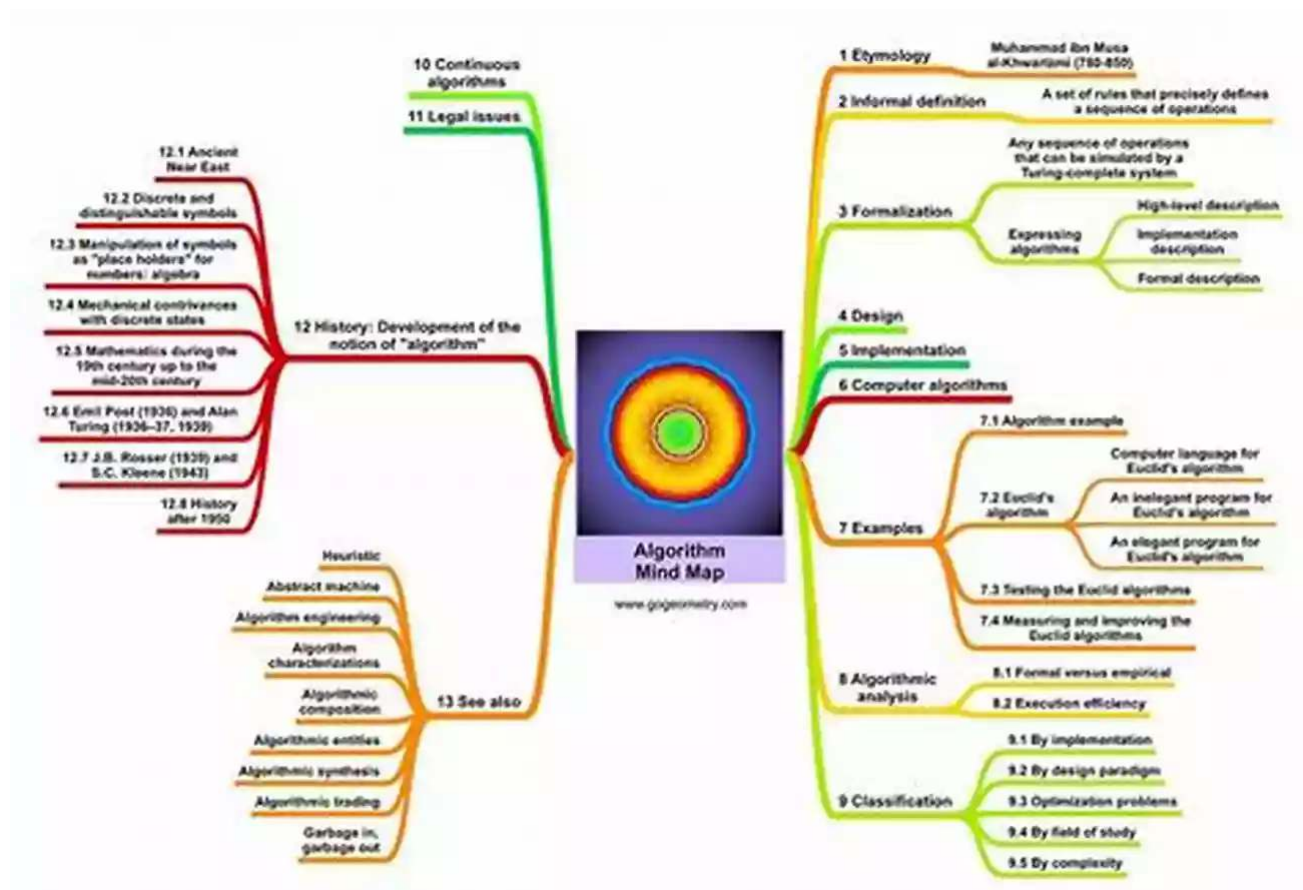 1 Etymology
Muhammad ibn Musa
al-Khwarizmi (780-850)
2 Informal definition
A set of rules that precisely defines
a sequence of operations
3 Formalization
Any sequence of operations
that can be simulated by a
Turing-complete system
Expressing
algorithms
High-level description
Implementation
description
Formal description
4 Design
5 Implementation
6 Computer algorithms
7 Examples
7.1 Algorithm example
7.2 Euclid's
algorithm
Computer language for
Euclid's algorithm
An inelegant program for
Euclid's algorithm
An elegant program for
Euclid's algorithm
7.3 Testing the Euclid algorithms
7.4 Measuring and improving the
Euclid algorithms
8 Algorithmic
analysis
8.1 Formal versus empirical
8.2 Execution efficiency
9 Classification
9.1 By implementation
9.2 By design paradigm
9.3 Optimization problems
9.4 By field of study
9.5 By complexity
10 Continuous
algorithms
11 Legal issues
12 History: Development of the
notion of "algorithm"
12.1 Ancient
Near East
12.2 Discrete and
distinguishable symbols
12.3 Manipulation of symbols
as "place holders" for
numbers: algebra
12.4 Mechanical contrivances
with discrete states
12.5 Mathematics during the
19th century up to the
mid-20th century
12.6 Emil Post (1936) and Alan
Turing (1936–37, 1939)
12.7 J.B. Rosser (1939) and
S.C. Kleene (1943)
12.8 History
after 1950
13 See also
Heuristic
Abstract machine
Algorithm engineering
Algorithm
characterizations
Algorithmic
composition
Algorithmic entities
Algorithmic synthesis
Algorithmic trading
Garbage in,
garbage out
Algorithm
Mind Map
www.gogeometry.com